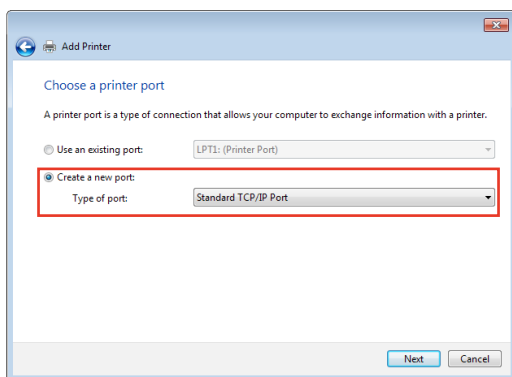 Add Printer
Choose a printer port
A printer port is a type of connection that allows your computer to exchange information with a printer.
Use an existing port: LPT1: (Printer Port)
Create a new port:
Type of port: Standard TCP/IP Port
Next Cancel